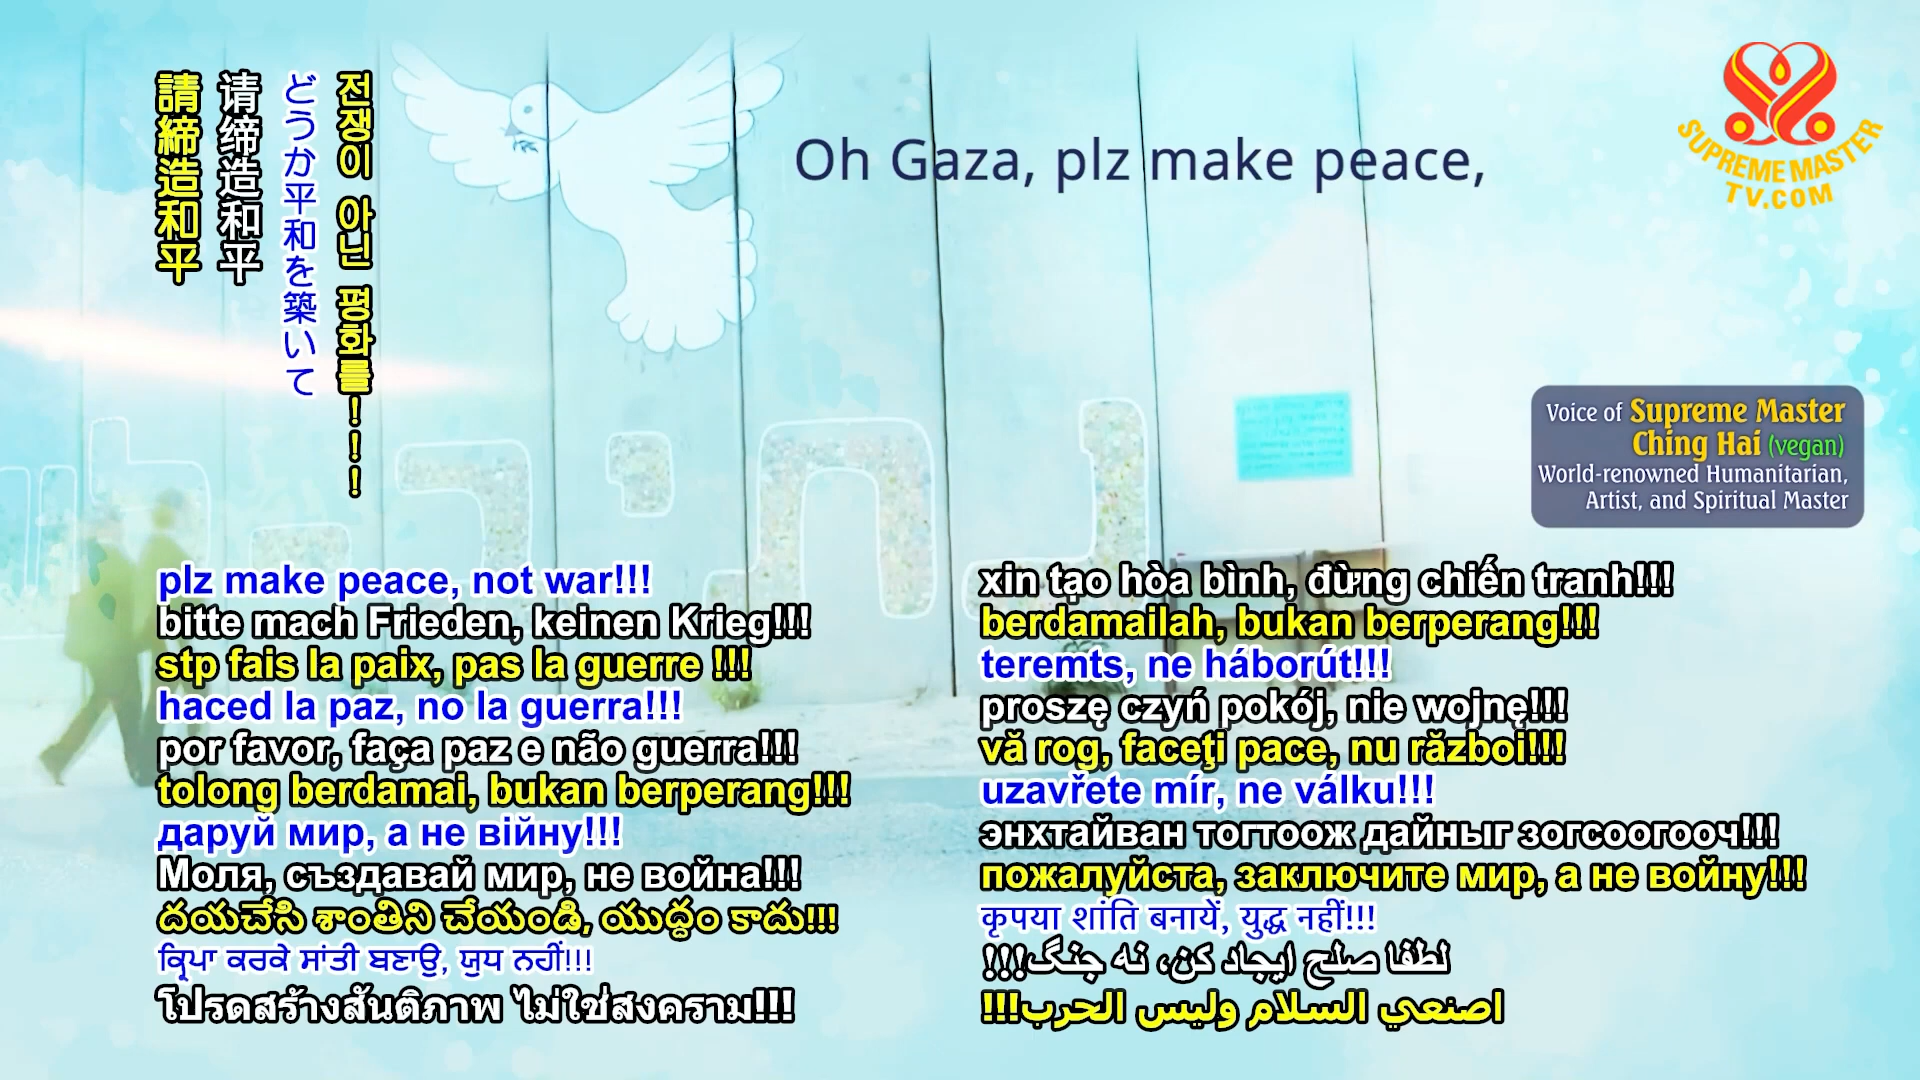 請締造和平
请缔造和平
どうか平和を築いて
전쟁이 아닌 평화를!!!
Oh Gaza, plz make peace,
SUPREME MASTER
TV.COM
Voice of Supreme Master
Ching Hai (vegan)
World-renowned Humanitarian,
Artist, and Spiritual Master
plz make peace, not war!!!
bitte mach Frieden, keinen Krieg!!!
stp fais la paix, pas la guerre !!!
haced la paz, no la guerra!!!
por favor, faça paz e não guerra!!!
tolong berdamai, bukan berperang!!!
даруй мир, а не війну!!!
Моля, създавай мир, не война!!!
దయచేసి శాంతిని చేయండి, యుద్ధం కాదు!!!
ਕ੍ਰਿਪਾ ਕਰਕੇ ਸਾਂਤੀ ਬਣਾਉ, ਯੁਧ ਨਹੀਂ!!!
โปรดสร้างสันติภาพ ไม่ใช่สงคราม!!!
xin tạo hòa bình, đừng chiến tranh!!!
berdamailah, bukan berperang!!!
teremts, ne háborút!!!
proszę czyń pokój, nie wojnę!!!
vă rog, faceţi pace, nu război!!!
uzavřete mír, ne válku!!!
энхтайван тогтоож дайныг зогсоогооч!!!
пожалуйста, заключите мир, а не войну!!!
कृपया शांति बनायें, युद्ध नहीं!!!
لطفا صلح ایجاد کن، نه جنگ!!!
اصنعي السلام وليس الحرب!!!